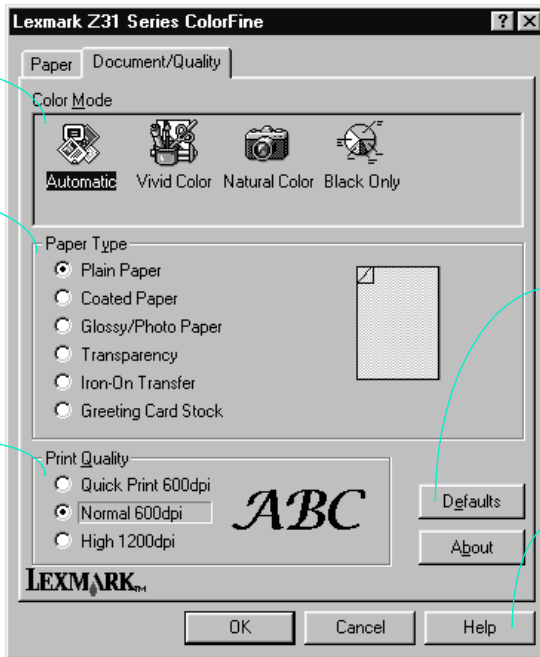 Lexmark Z31 Series ColorFine
? X
Paper Document/Quality
Color Mode
Automatic Vivid Color Natural Color Black Only
Paper Type
Plain Paper
Coated Paper
Glossy/Photo Paper
Transparency
Iron-On Transfer
Greeting Card Stock
Print Quality
Quick Print 600dpi
Normal 600dpi
High 1200dpi
ABC
Defaults
About
LEXMARK™
OK Cancel Help